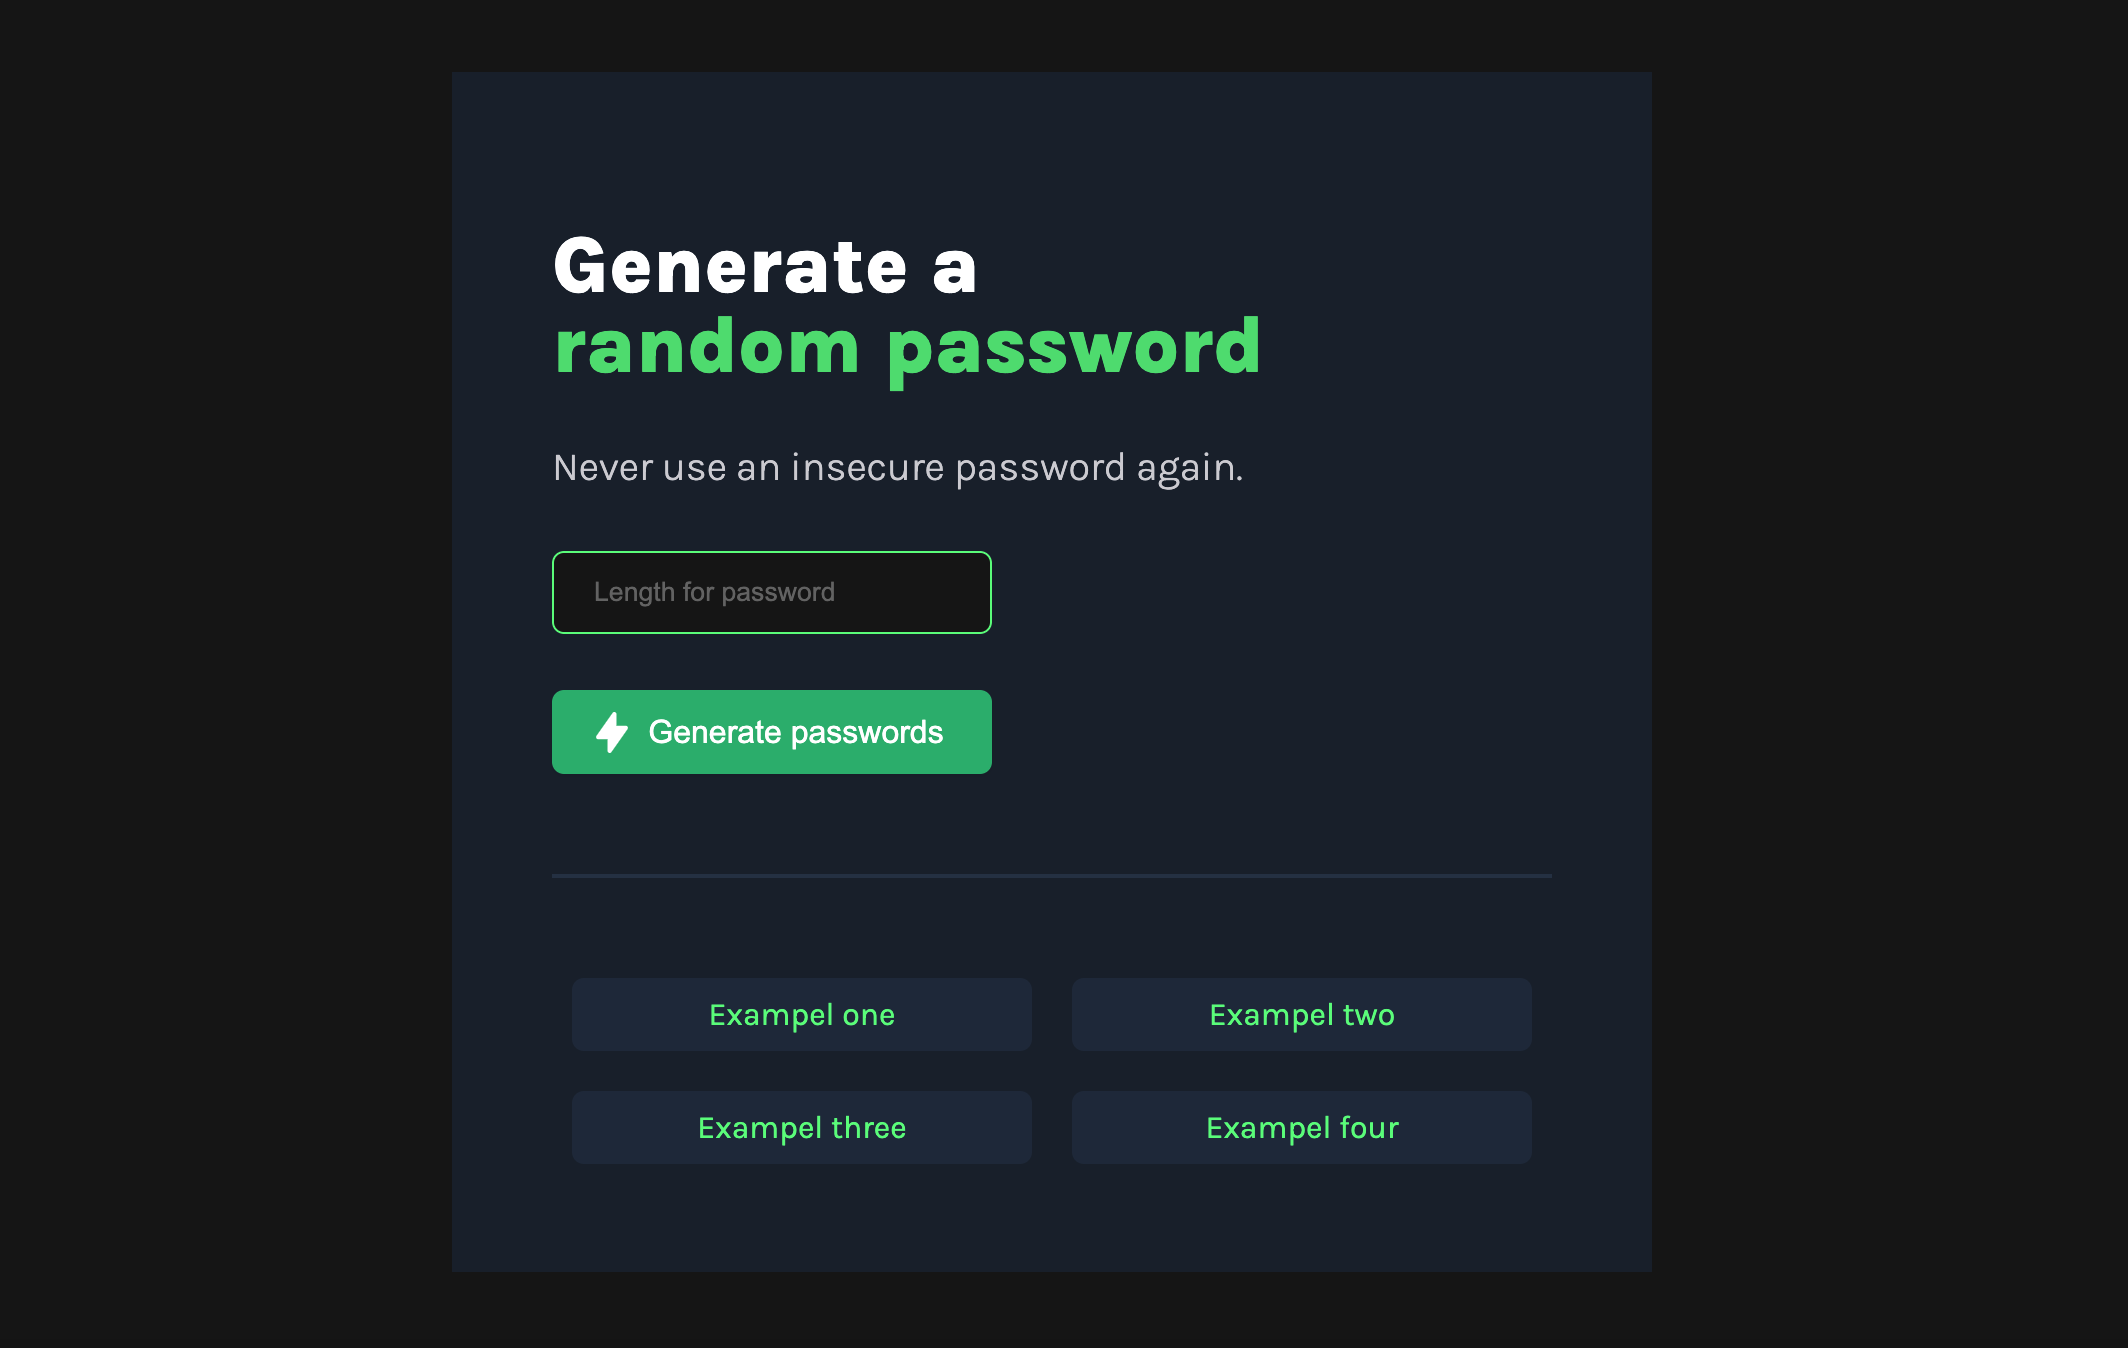 Generate a
random password
Never use an insecure password again.
Length for password
Generate passwords
Exampel one
Exampel two
Exampel three
Exampel four